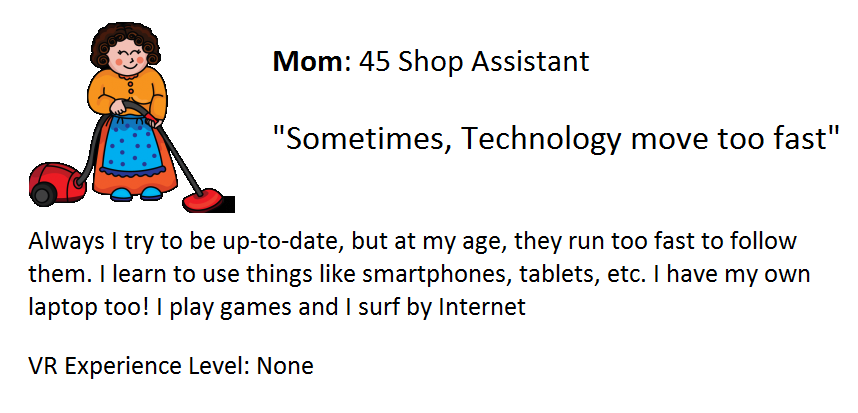 Mom: 45 Shop Assistant
"Sometimes, Technology move too fast"
Always I try to be up-to-date, but at my age, they run too fast to follow
them. I learn to use things like smartphones, tablets, etc. I have my own
laptop too! I play games and I surf by Internet
VR Experience Level: None